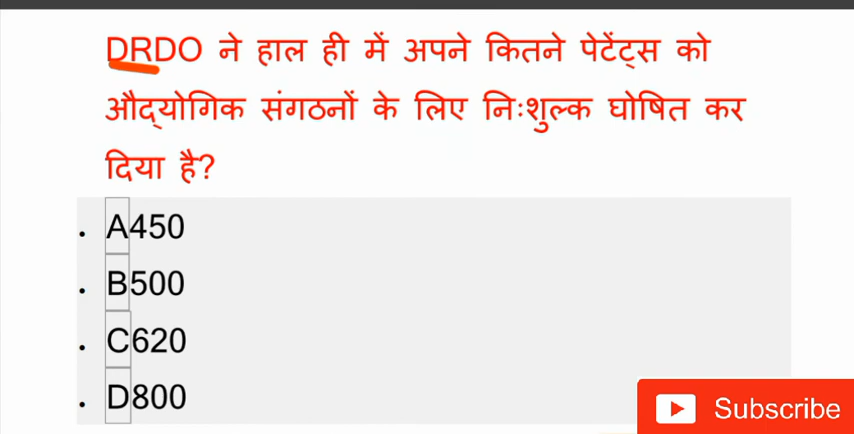 DRDO ने हाल ही में अपने कितने पेटेंट्स को
औद्योगिक संगठनों के लिए निःशुल्क घोषित कर
दिया है?
. A450
. B500
. C620
. D800
Subscribe